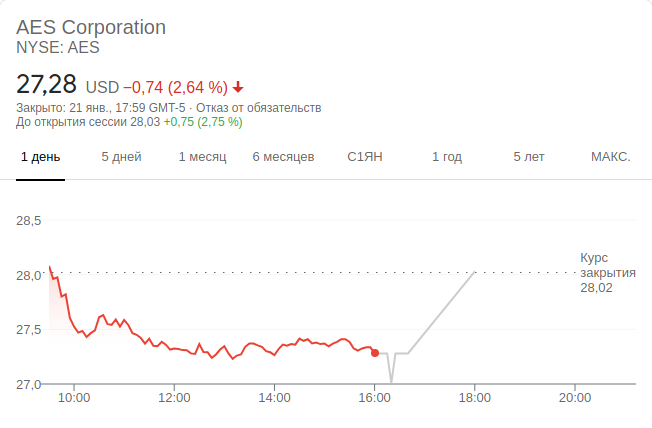 AES Corporation
NYSE: AES
27,28 USD −0,74 (2,64 %)
Закрыто: 21 янв., 17:59 GMT-5 · Отказ от обязательств
До открытия сессии 28,03 +0,75 (2,75 %)
1 день 5 дней 1 месяц 6 месяцев С1ЯН 1 год 5 лет МАКС.
28,5
Курс
28,0 закрытия
28,02
27,5
27,0
10:00 12:00 14:00 16:00 18:00 20:00